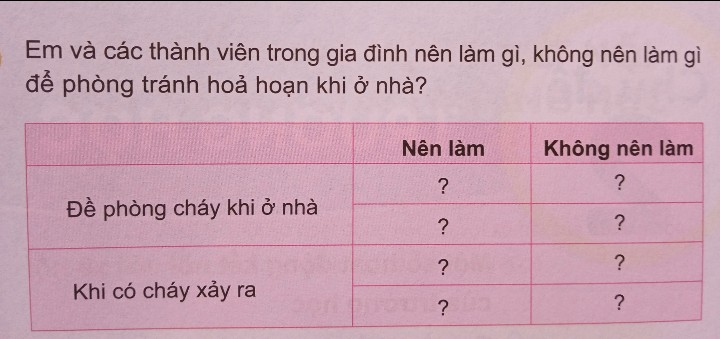 Em và các thành viên trong gia đình nên làm gì, không nên làm gì
để phòng tránh hoả hoạn khi ở nhà?
Nên làm Không nên làm
Đề phòng cháy khi ở nhà ? ?
? ?
Khi có cháy xảy ra ? ?
? ?